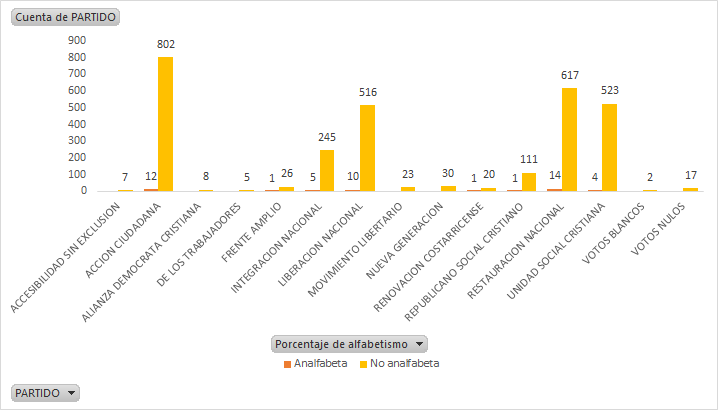 Cuenta de PARTIDO
900
800
700
600
500
400
300
200
100
0
7
12
802
8
5
1
26
5
245
10
516
23
30
1
20
1
111
14
617
4
523
2
17
ACCESIBILIDAD SIN EXCLUSION
ACCION CIUDADANA
ALIANZA DEMOCRATA CRISTIANA
DE LOS TRABAJADORES
FRENTE AMPLIO
INTEGRACION NACIONAL
LIBERACION NACIONAL
MOVIMIENTO LIBERTARIO
NUEVA GENERACION
RENOVACION COSTARRICENSE
REPUBLICANO SOCIAL CRISTIANO
RESTAURACION NACIONAL
UNIDAD SOCIAL CRISTIANA
VOTOS BLANCOS
VOTOS NULOS
Porcentaje de alfabetismo
Analfabeta No analfabeta
PARTIDO